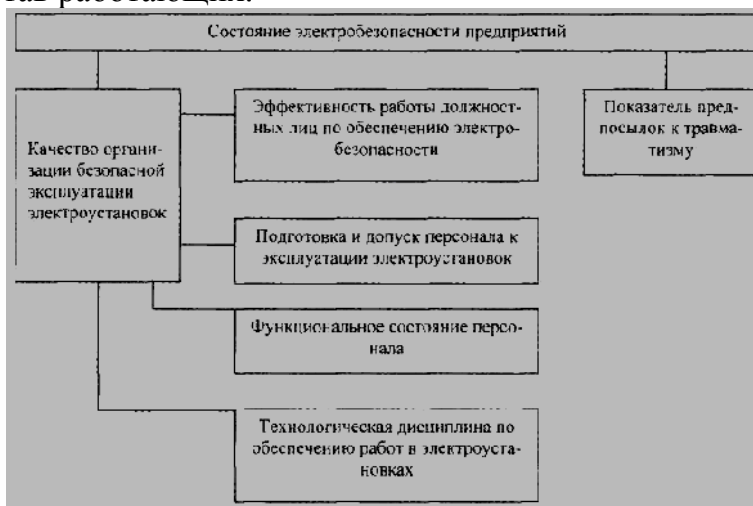 тав работающих.
Состояние электробезопасности предприятий
Эффективность работы должност-
ных лиц по обеспечению электро-
безопасности
Показатель пред-
посылок к травма-
тизму
Качество органи-
зации безопасной
эксплуатации
электроустановок
Подготовка и допуск персонала к
эксплуатации электроустановок
Функциональное состояние персо-
нала
Технологическая дисциплина по
обеспечению работ в электроуста-
новках